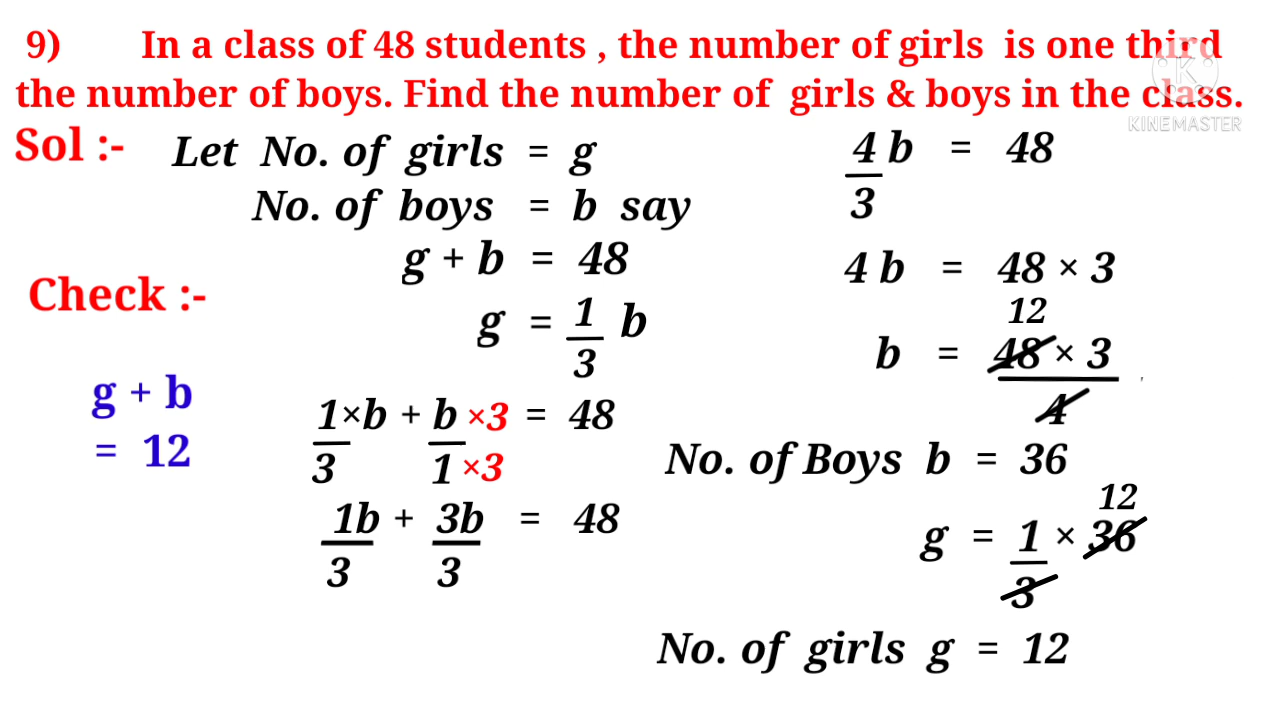 9) In a class of 48 students , the number of girls is one third
the number of boys. Find the number of girls & boys in the class.
KINEMASTER
Sol :-
Let No. of girls = g
No. of boys = b say
g + b = 48
g = 1/3 b
1/3 ×b + b/1 ×3/×3 = 48
1b/3 + 3b/3 = 48
Check :-
g + b
= 12
4/3 b = 48
4 b = 48 × 3
12
b = 48 × 3 / 4
No. of Boys b = 36
12
g = 1/3 × 36
No. of girls g = 12